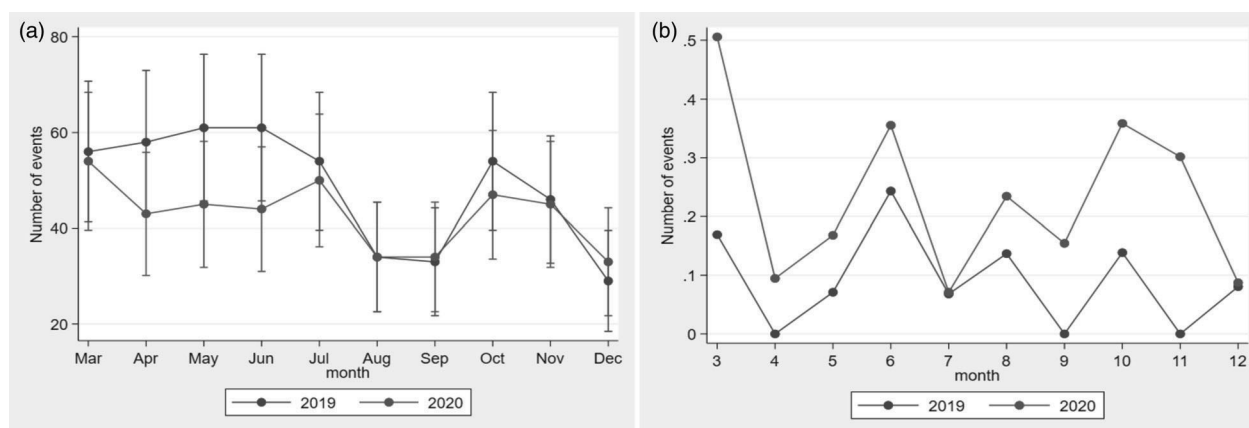 (a)
80
60
40
20
Number of events
Mar Apr May Jun Jul Aug Sep Oct Nov Dec
month
2019 2020
(b)
.5
.4
.3
.2
.1
0
Number of events
3 4 5 6 7 8 9 10 11 12
month
2019 2020